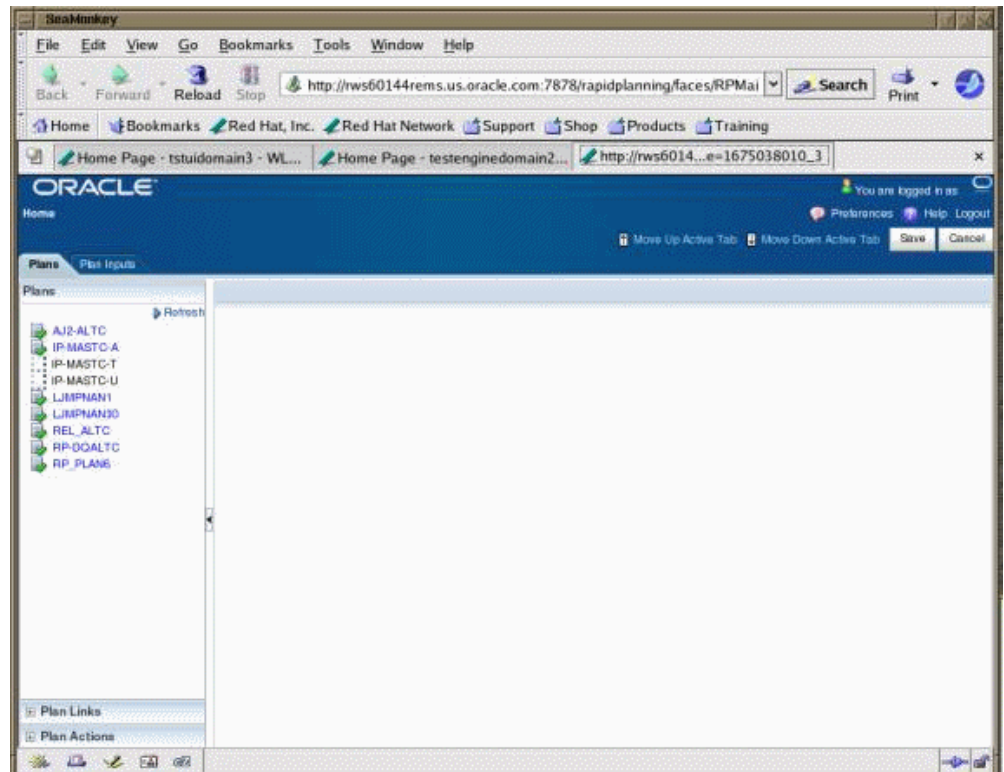 SeaMonkey
File Edit View Go Bookmarks Tools Window Help
Back Forward Reload Stop http://rws60144rems.us.oracle.com:7878/rapidplanning/faces/RPMai Search Print
Home Bookmarks Red Hat, Inc. Red Hat Network Support Shop Products Training
Home Page - tstuidomain3 - WL... Home Page - testenginedomain2... http://rws6014...e=1675038010_3
ORACLE
You are logged in as
Home
Preferences Help Logout
Move Up Active Tab Move Down Active Tab Save Cancel
Plans Plan Inputs
Plans
Refresh
AJ2-ALTC
IP-MASTC-A
IP-MASTC-T
IP-MASTC-U
LJMPNAN1
LJMPNAN30
REL_ALTC
RP-DOALTC
RP_PLAN6
Plan Links
Plan Actions